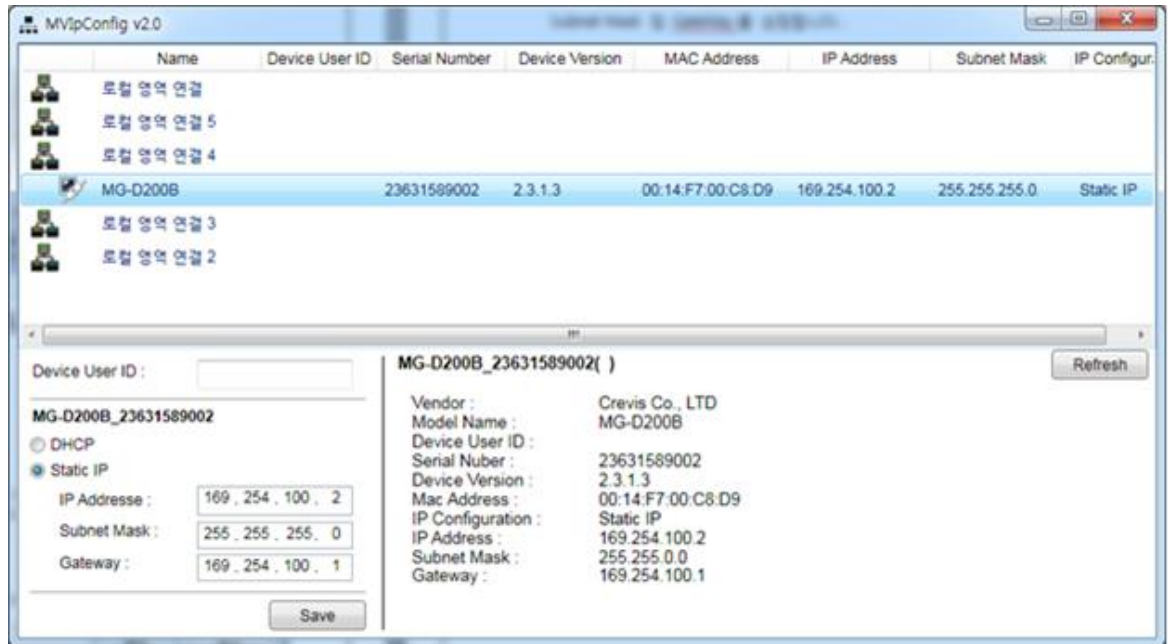 MVIpConfig v2.0
Name Device User ID Serial Number Device Version MAC Address IP Address Subnet Mask IP Configur
로컬 영역 연결
로컬 영역 연결 5
로컬 영역 연결 4
MG-D200B 23631589002 2.3.1.3 00:14:F7:00:C8:D9 169.254.100.2 255.255.255.0 Static IP
로컬 영역 연결 3
로컬 영역 연결 2
Device User ID :
MG-D200B_23631589002
DHCP
Static IP
IP Addresse : 169 . 254 . 100 . 2
Subnet Mask : 255 . 255 . 255 . 0
Gateway : 169 . 254 . 100 . 1
Save
MG-D200B_23631589002( )
Refresh
Vendor : Crevis Co., LTD
Model Name : MG-D200B
Device User ID :
Serial Nuber : 23631589002
Device Version : 2.3.1.3
Mac Address : 00:14:F7:00:C8:D9
IP Configuration : Static IP
IP Address : 169.254.100.2
Subnet Mask : 255.255.0.0
Gateway : 169.254.100.1